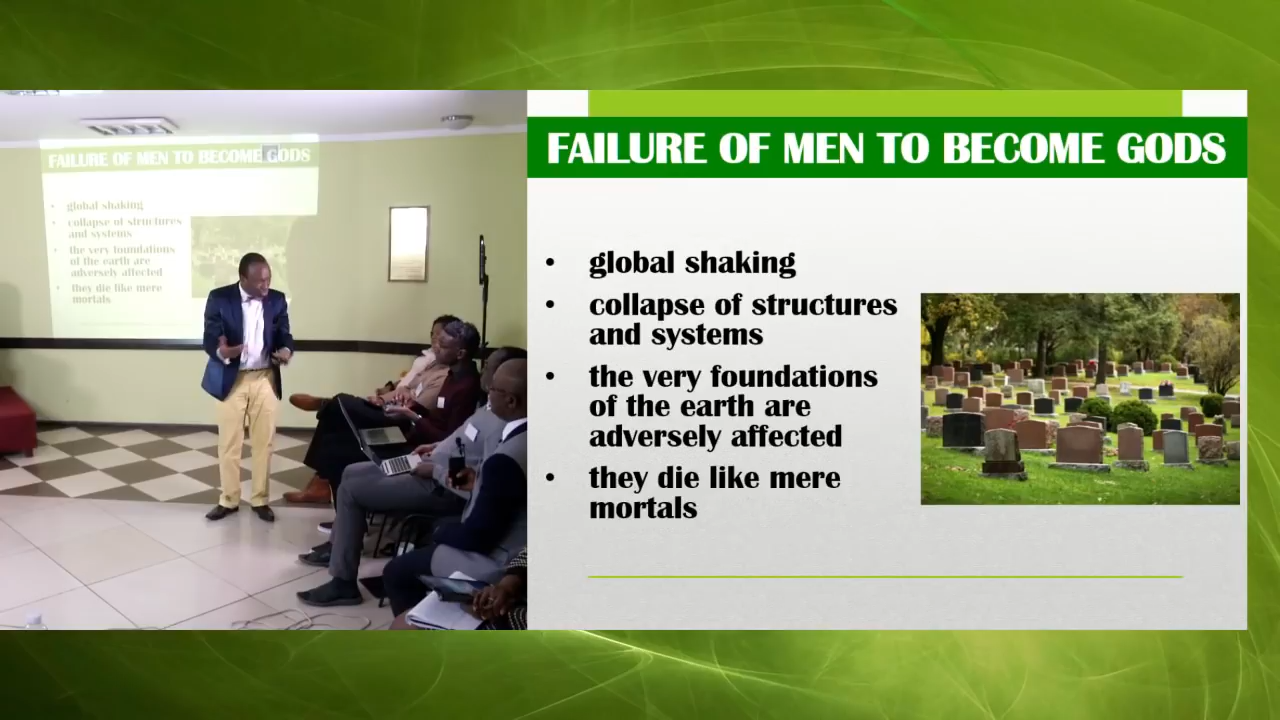 FAILURE OF MEN TO BECOME GODS
• global shaking
• collapse of structures
and systems
• the very foundations
of the earth are
adversely affected
• they die like mere
mortals
FAILURE OF MEN TO BECOME GODS
• global shaking
• collapse of structures
and systems
• the very foundations
of the earth are
adversely affected
• they die like mere
mortals